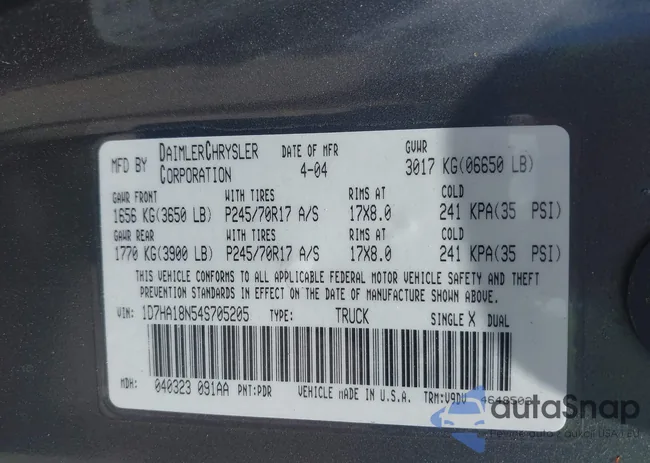 MFD BY DAIMLERCHRYSLER CORPORATION DATE OF MFR 4-04 GVWR 3017 KG(06650 LB)
GAWR FRONT WITH TIRES RIMS AT COLD
1656 KG(3650 LB) P245/70R17 A/S 17X8.0 241 KPA(35 PSI)
GAWR REAR WITH TIRES RIMS AT COLD
1770 KG(3900 LB) P245/70R17 A/S 17X8.0 241 KPA(35 PSI)
THIS VEHICLE CONFORMS TO ALL APPLICABLE FEDERAL MOTOR VEHICLE SAFETY AND THEFT
PREVENTION STANDARDS IN EFFECT ON THE DATE OF MANUFACTURE SHOWN ABOVE.
VIN: 1D7HA18N54S705205 TYPE: TRUCK SINGLE X DUAL
MDH: 040323 091AA PNT:PDR VEHICLE MADE IN U.S.A. TRM:V9DV
autoSnap